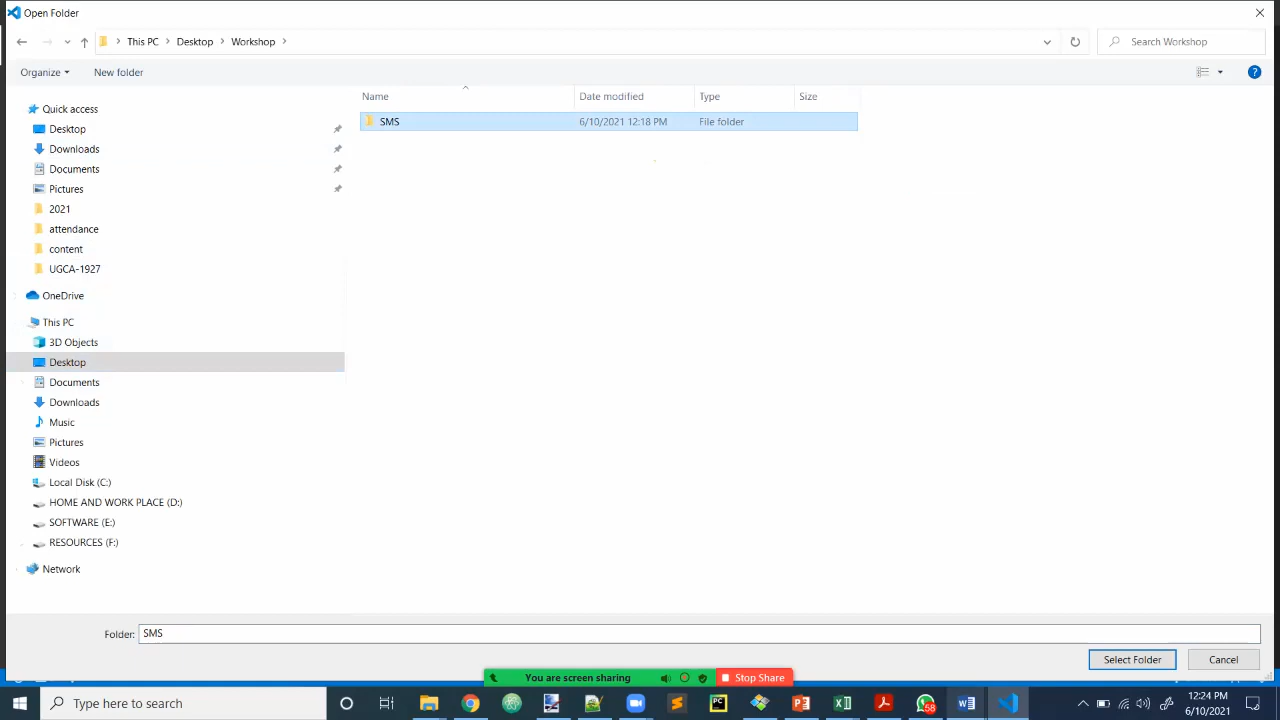 Open Folder
This PC > Desktop > Workshop >
Search Workshop
Organize
New folder
Name
Date modified
Type
Size
SMS
6/10/2021 12:18 PM
File folder
Quick access
Desktop
Downloads
Documents
Pictures
2021
attendance
content
UGCA-1927
OneDrive
This PC
3D Objects
Desktop
Documents
Downloads
Music
Pictures
Videos
Local Disk (C:)
HOME AND WORK PLACE (D:)
SOFTWARE (E:)
RESOURCES (F:)
Network
Folder: SMS
Select Folder
Cancel
You are screen sharing
Stop Share
Type here to search
PC
58
12:24 PM
6/10/2021